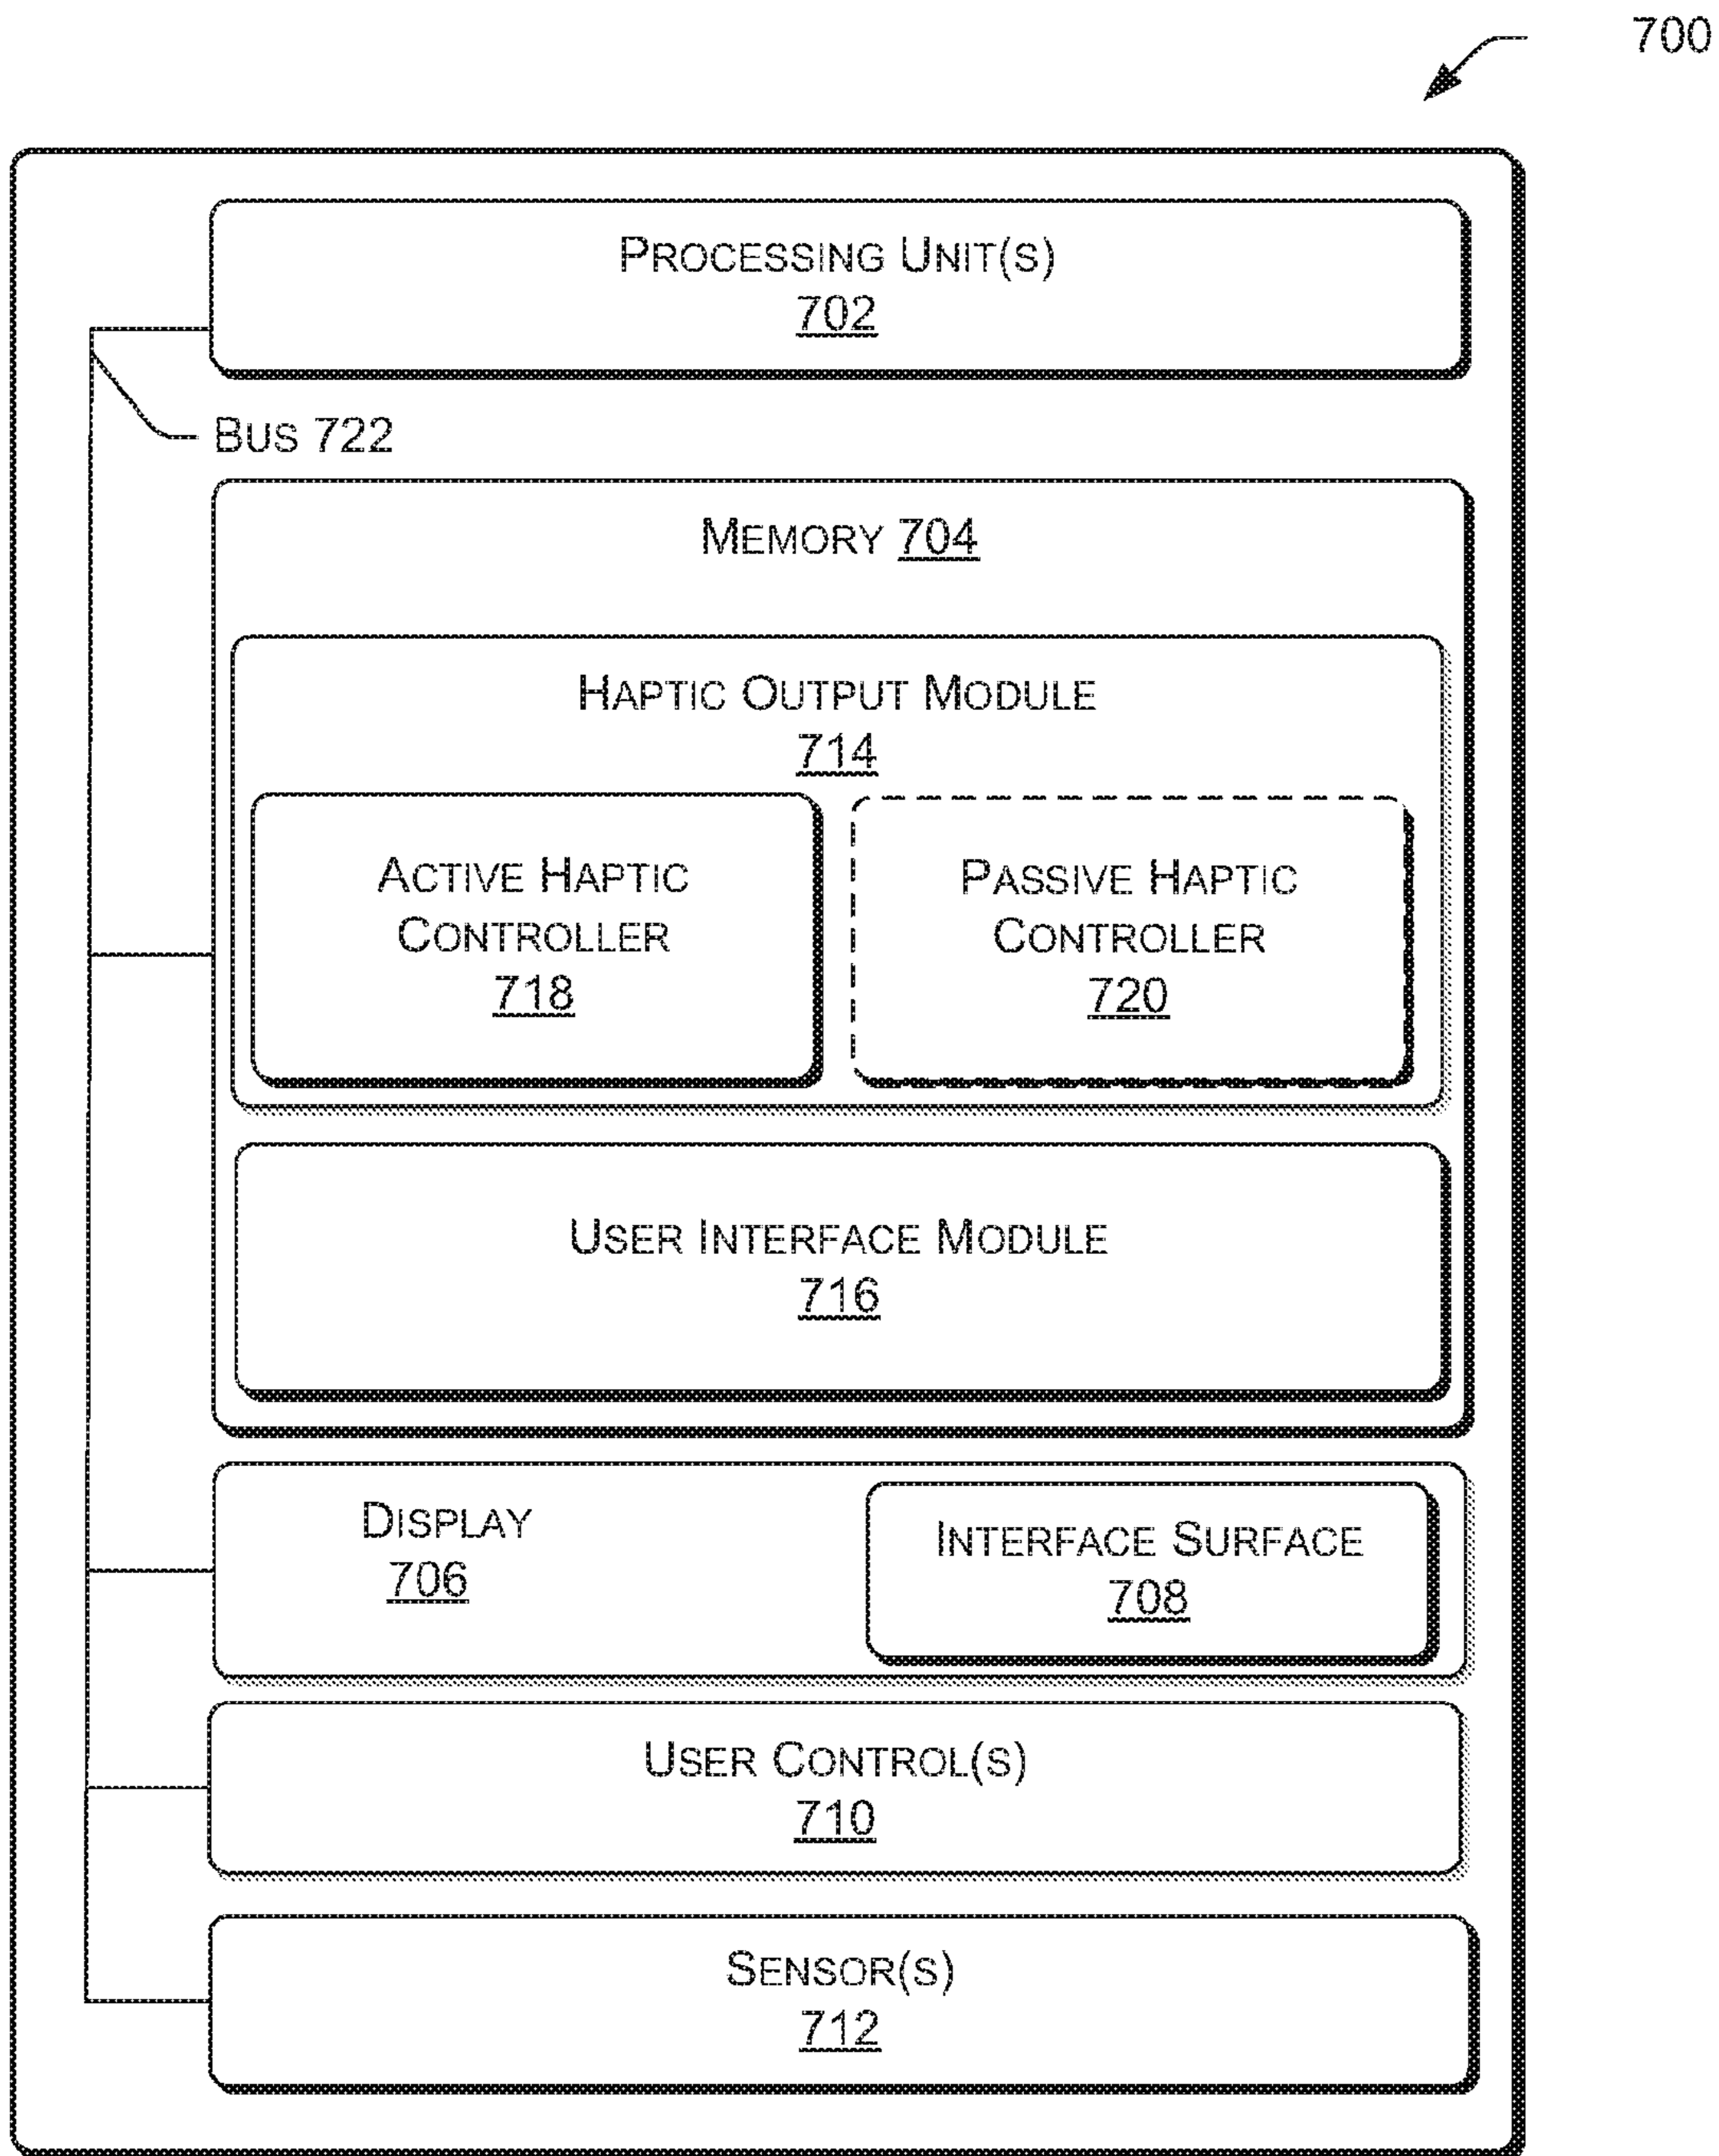 700
PROCESSING UNIT(S)
702
BUS 722
MEMORY 704
HAPTIC OUTPUT MODULE
714
ACTIVE HAPTIC
CONTROLLER
718
PASSIVE HAPTIC
CONTROLLER
720
USER INTERFACE MODULE
716
DISPLAY
706
INTERFACE SURFACE
708
USER CONTROL(S)
710
SENSOR(S)
712